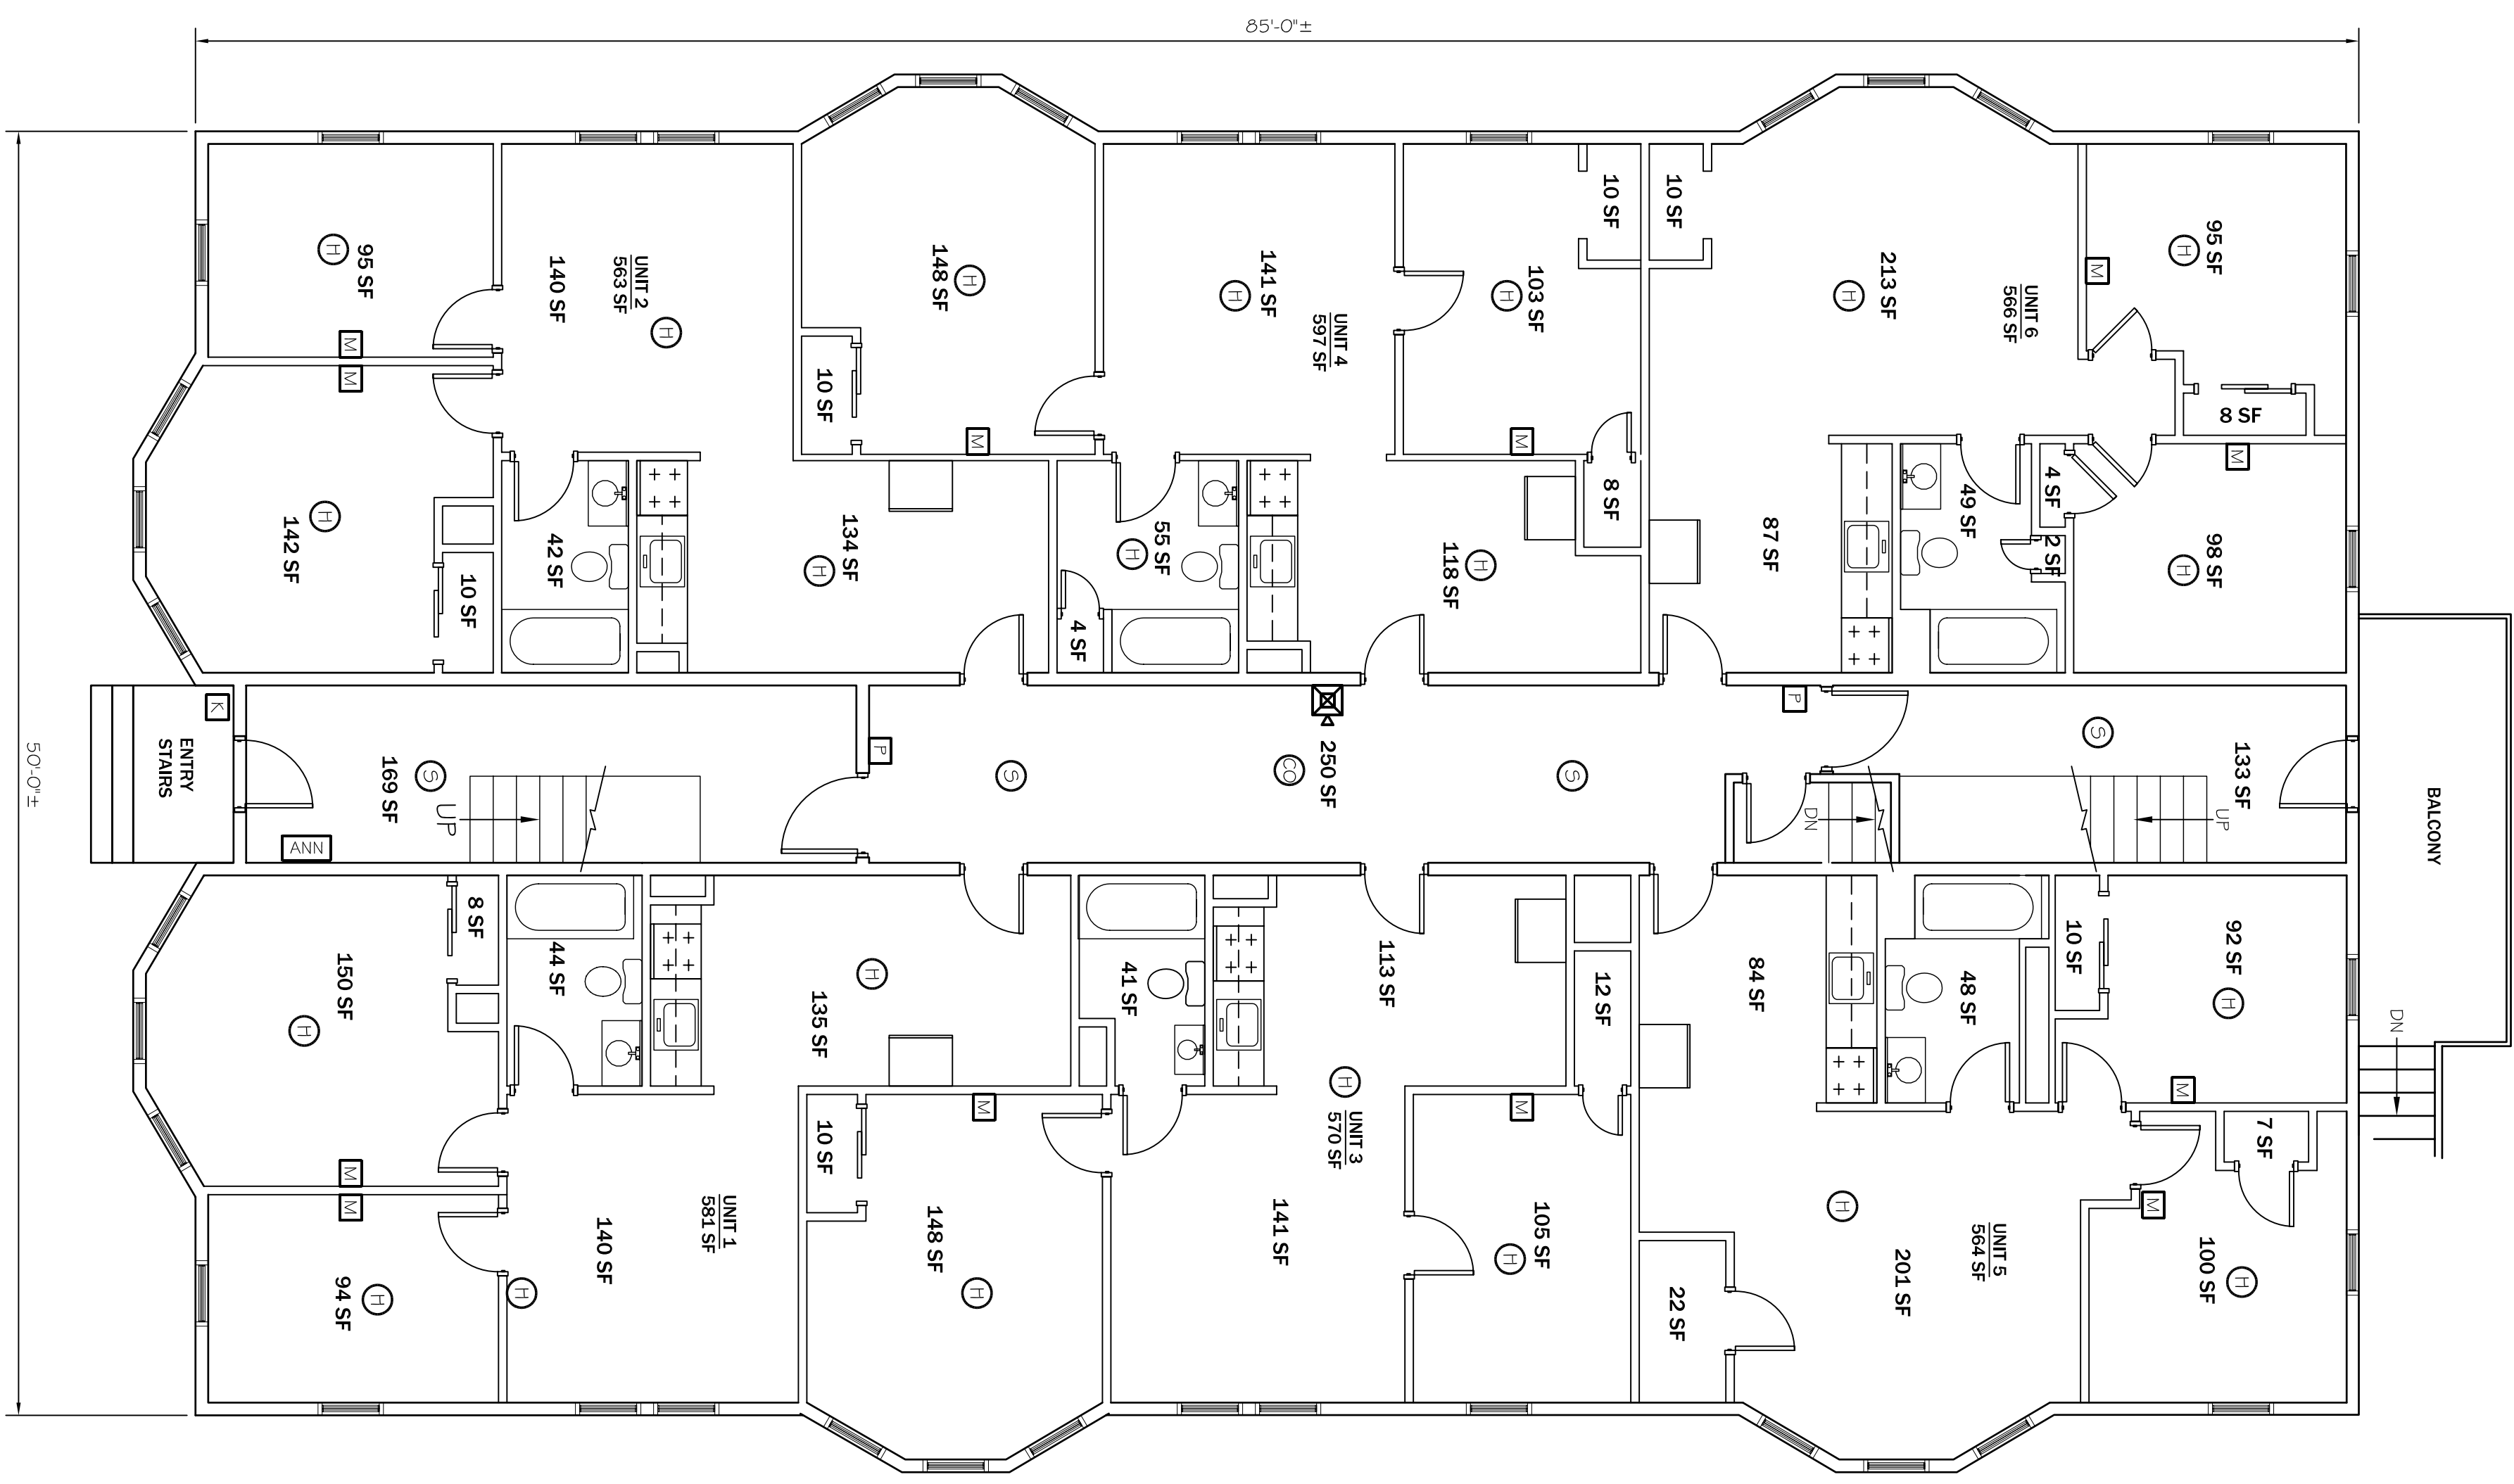 85'-0"±
50'-0"±
95 SF
H
M
140 SF
UNIT 2
563 SF
H
148 SF
H
10 SF
M
141 SF
H
UNIT 4
597 SF
103 SF
H
M
10 SF
10 SF
213 SF
H
UNIT 6
566 SF
95 SF
H
M
8 SF
M
142 SF
H
M
10 SF
42 SF
134 SF
H
55 SF
H
4 SF
118 SF
H
8 SF
87 SF
49 SF
4 SF
2 SF
98 SF
H
K
ENTRY
STAIRS
169 SF
S
UP
ANN
P
S
CO
250 SF
S
P
DN
S
133 SF
UP
BALCONY
DN
150 SF
H
8 SF
M
44 SF
135 SF
H
41 SF
113 SF
H
12 SF
84 SF
48 SF
10 SF
92 SF
H
M
M
94 SF
H
H
140 SF
UNIT 1
581 SF
10 SF
M
148 SF
H
141 SF
UNIT 3
570 SF
M
105 SF
H
22 SF
H
201 SF
UNIT 5
564 SF
M
7 SF
100 SF
H